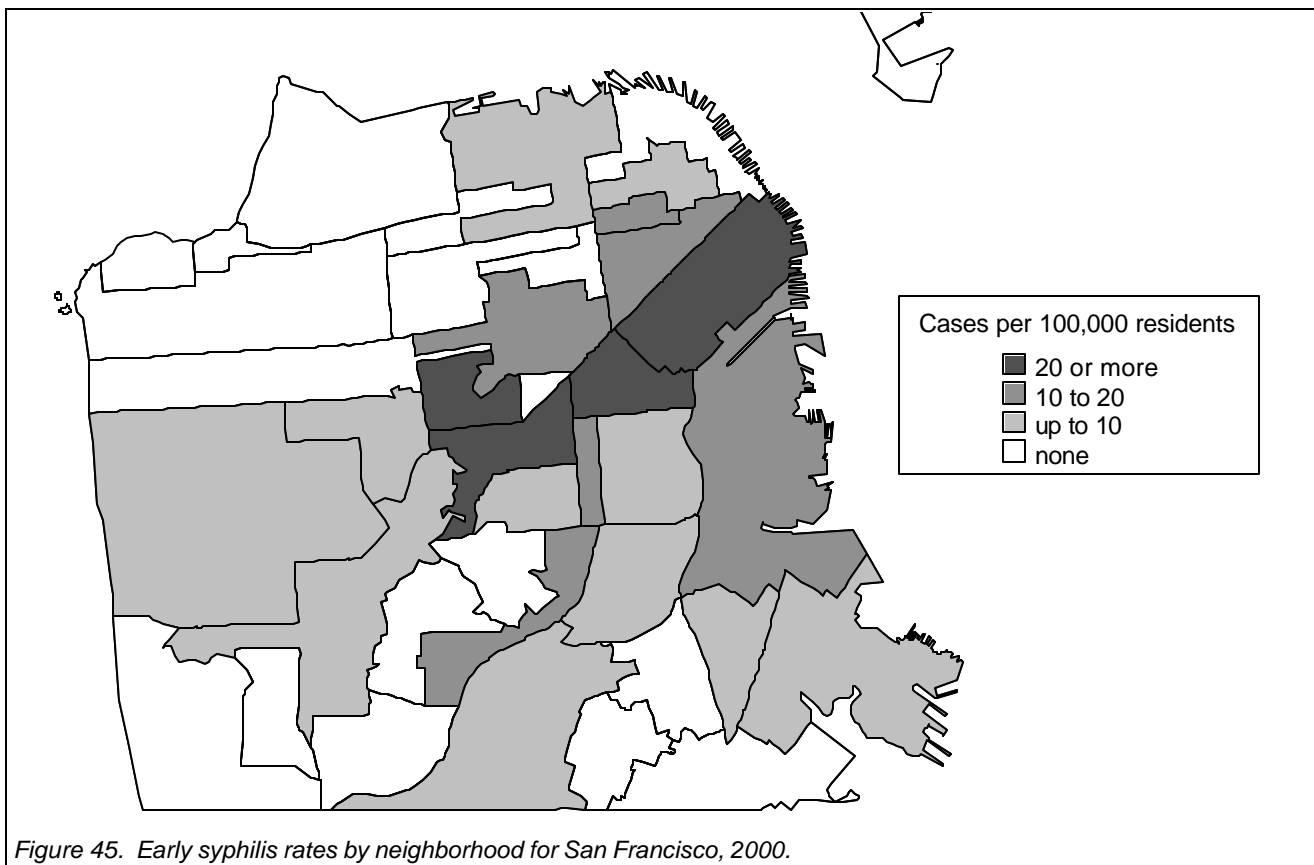 Cases per 100,000 residents
20 or more
10 to 20
up to 10
none
Figure 45. Early syphilis rates by neighborhood for San Francisco, 2000.